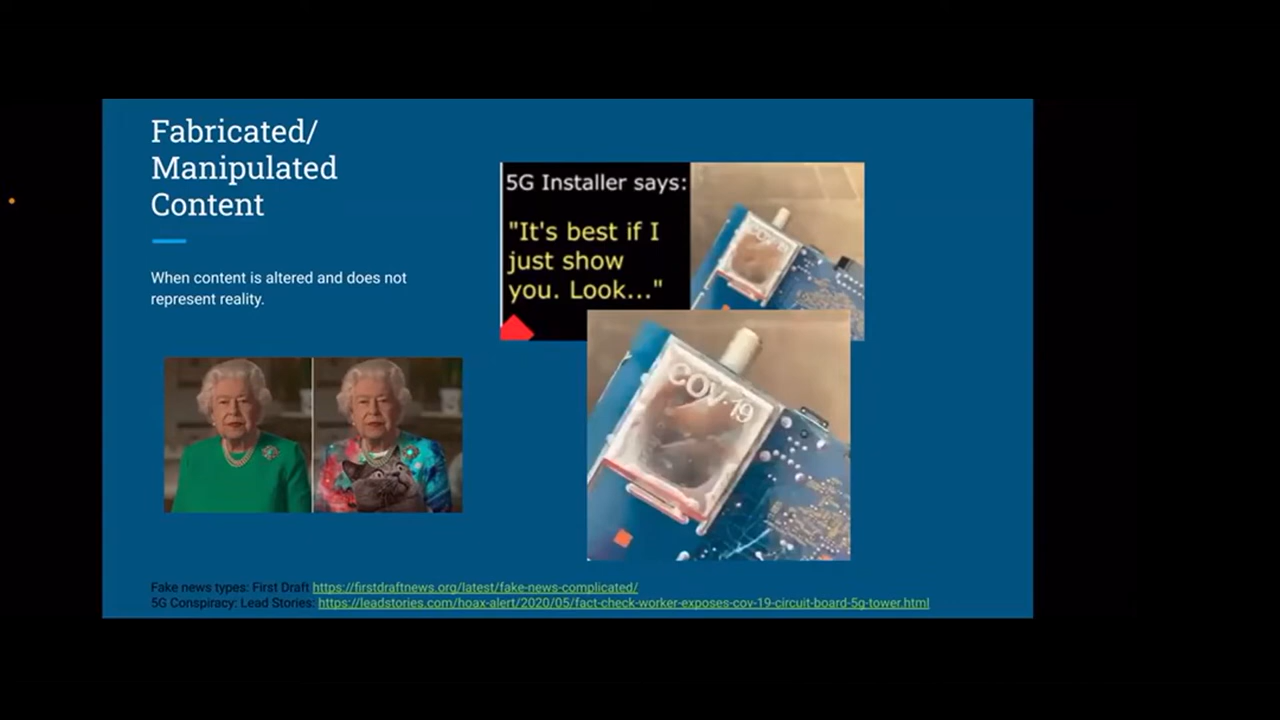 Fabricated/
Manipulated
Content
When content is altered and does not
represent reality.
5G Installer says:
"It's best if I
just show
you. Look..."
COV-19
COV-19
Fake news types: First Draft https://firstdraftnews.org/latest/fake-news-complicated/
5G Conspiracy: Lead Stories: https://leadstories.com/hoax-alert/2020/05/fact-check-worker-exposes-cov-19-circuit-board-5g-tower.html